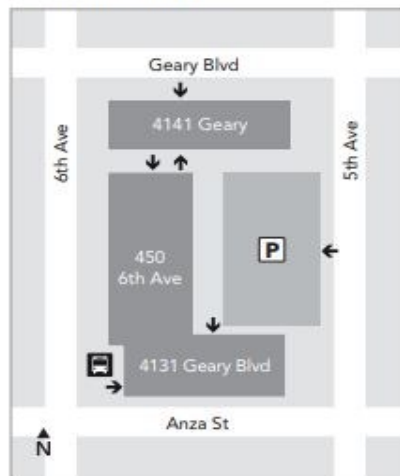 Geary Blvd
4141 Geary
6th Ave
5th Ave
P
450
6th Ave
4131 Geary Blvd
Anza St
N